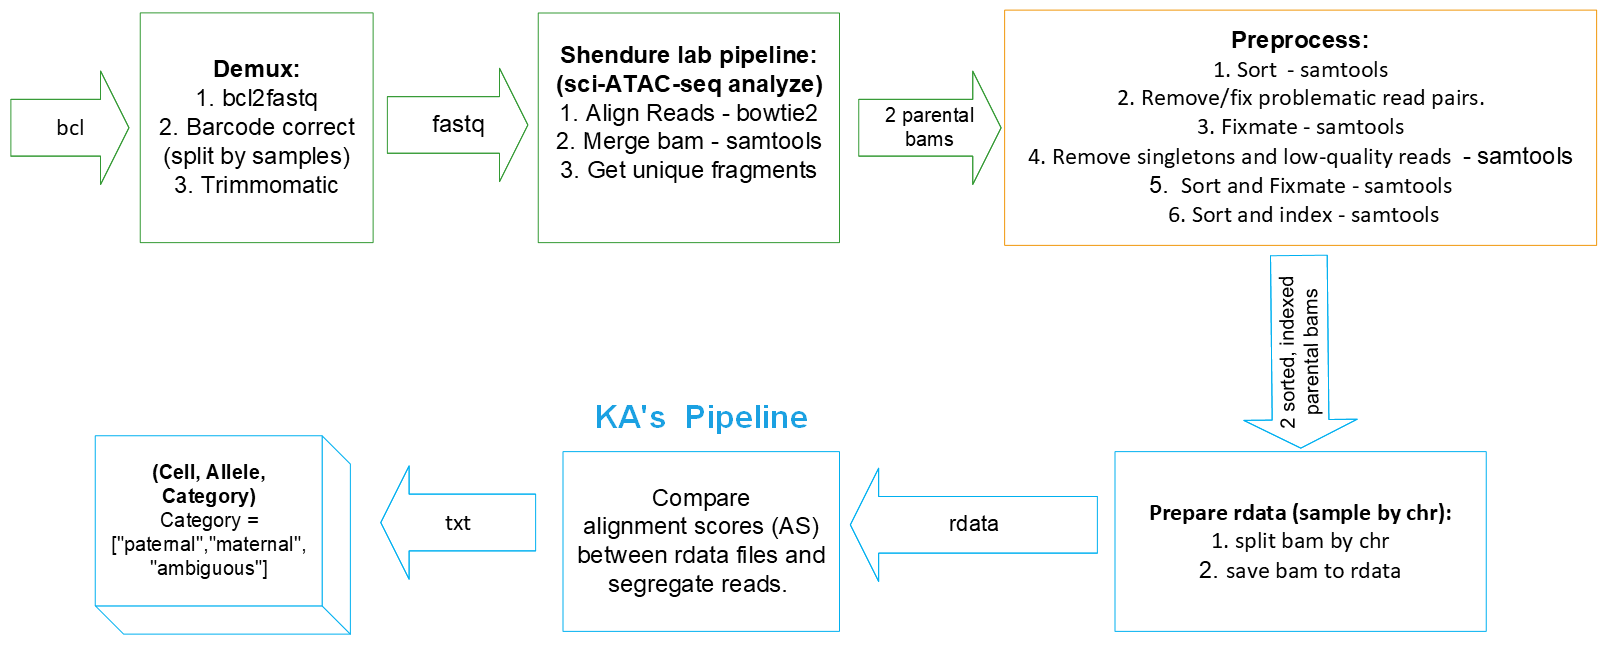 bcl
Demux:
1. bcl2fastq
2. Barcode correct
(split by samples)
3. Trimmomatic
fastq
Shendure lab pipeline:
(sci-ATAC-seq analyze)
1. Align Reads - bowtie2
2. Merge bam - samtools
3. Get unique fragments
2 parental
bams
Preprocess:
1. Sort - samtools
2. Remove/fix problematic read pairs.
3. Fixmate - samtools
4. Remove singletons and low-quality reads - samtools
5. Sort and Fixmate - samtools
6. Sort and index - samtools
2 sorted, indexed
parental bams
KA's Pipeline
Prepare rdata (sample by chr):
1. split bam by chr
2. save bam to rdata
rdata
Compare
alignment scores (AS)
between rdata files and
segregate reads.
txt
(Cell, Allele,
Category)
Category =
["paternal","maternal",
"ambiguous"]